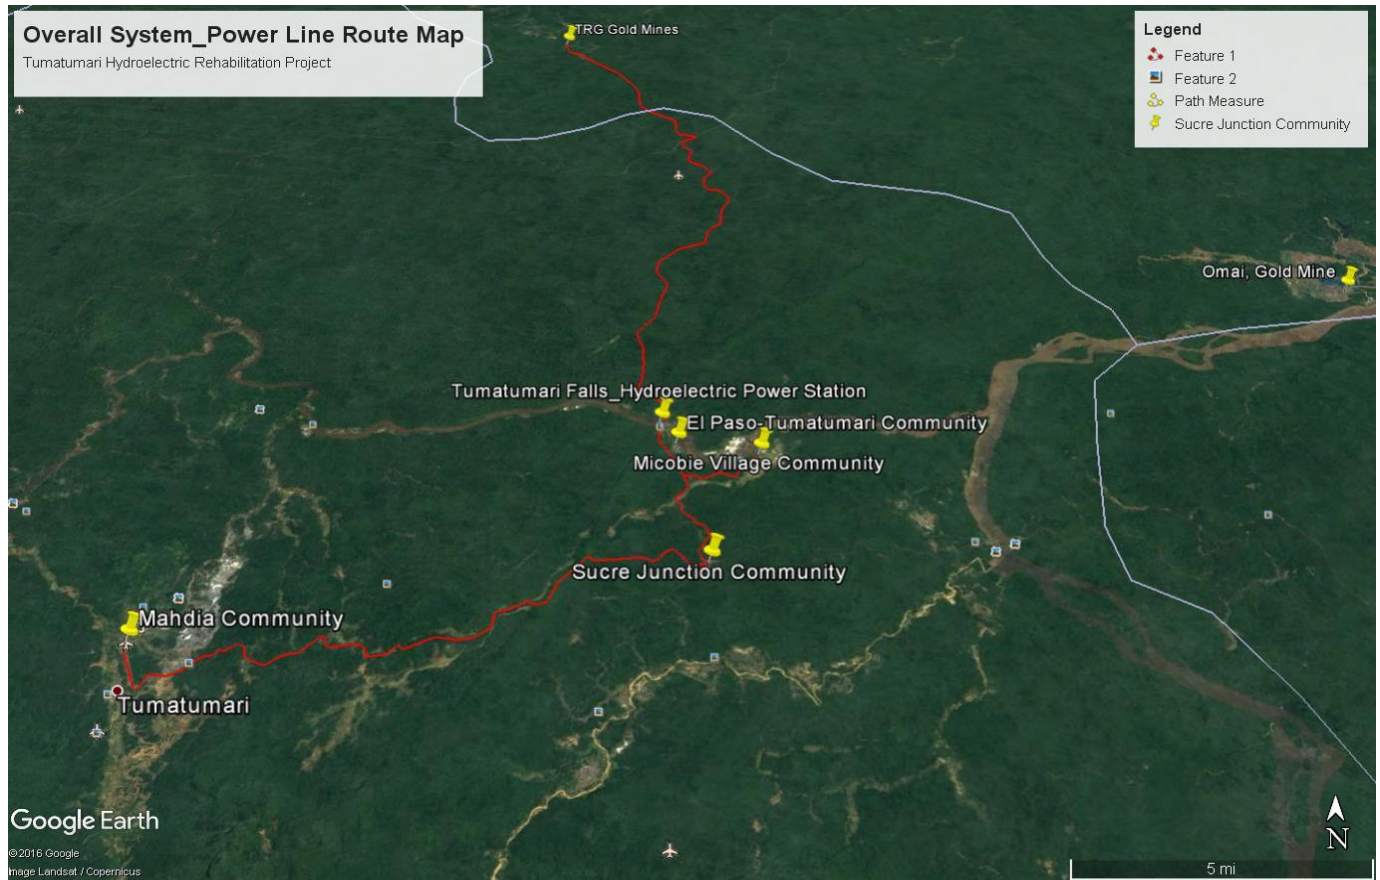 Overall System_Power Line Route Map
Tumatumari Hydroelectric Rehabilitation Project
TRG Gold Mines
Legend
Feature 1
Feature 2
Path Measure
Sucre Junction Community
Omai, Gold Mine
Tumatumari Falls_Hydroelectric Power Station
El Paso-Tumatumari Community
Micobie Village Community
Sucre Junction Community
Mahdia Community
Tumatumari
Google Earth
©2016 Google
Image Landsat / Copernicus
N
5 mi